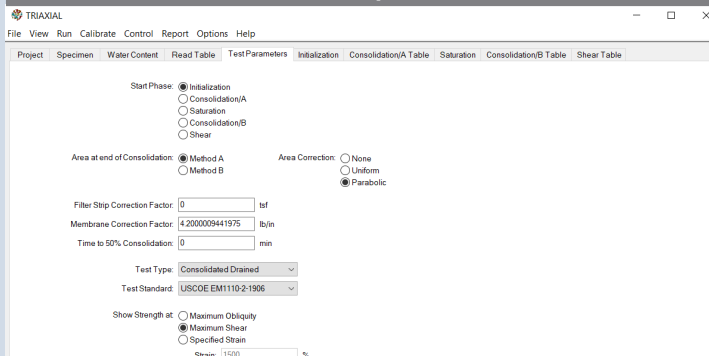 TRIAXIAL
File View Run Calibrate Control Report Options Help
Project Specimen Water Content Read Table Test Parameters Initialization Consolidation/A Table Saturation Consolidation/B Table Shear Table
Start Phase: Initialization
Consolidation/A
Saturation
Consolidation/B
Shear
Area at end of Consolidation: Method A Area Correction: None
Method B Uniform
Parabolic
Filter Strip Correction Factor: 0 tsf
Membrane Correction Factor: 4.2000009441975 lb/in
Time to 50% Consolidation: 0 min
Test Type: Consolidated Drained
Test Standard: USCOE EM1110-2-1906
Show Strength at: Maximum Obliquity
Maximum Shear
Specified Strain
Strain: 1500 %